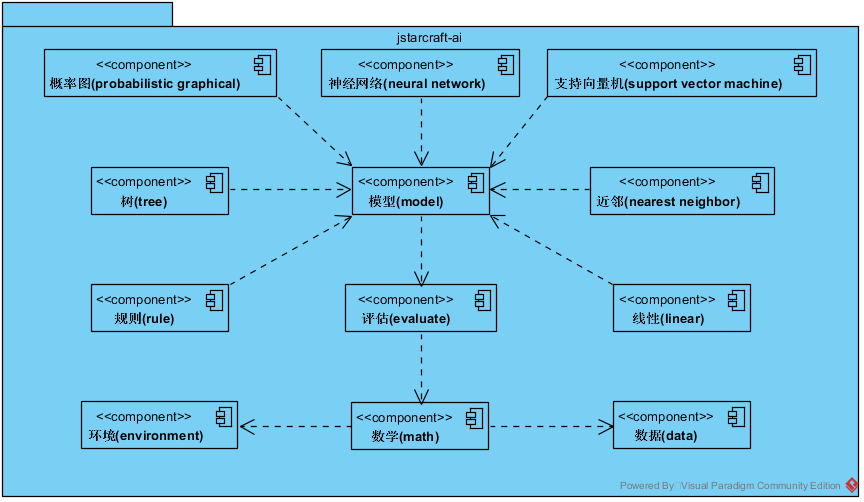 jstarcraft-ai
<<component>>
概率图(probabilistic graphical)
<<component>>
神经网络(neural network)
<<component>>
支持向量机(support vector machine)
<<component>>
树(tree)
<<component>>
模型(model)
<<component>>
近邻(nearest neighbor)
<<component>>
规则(rule)
<<component>>
评估(evaluate)
<<component>>
线性(linear)
<<component>>
环境(environment)
<<component>>
数学(math)
<<component>>
数据(data)
Powered By Visual Paradigm Community Edition